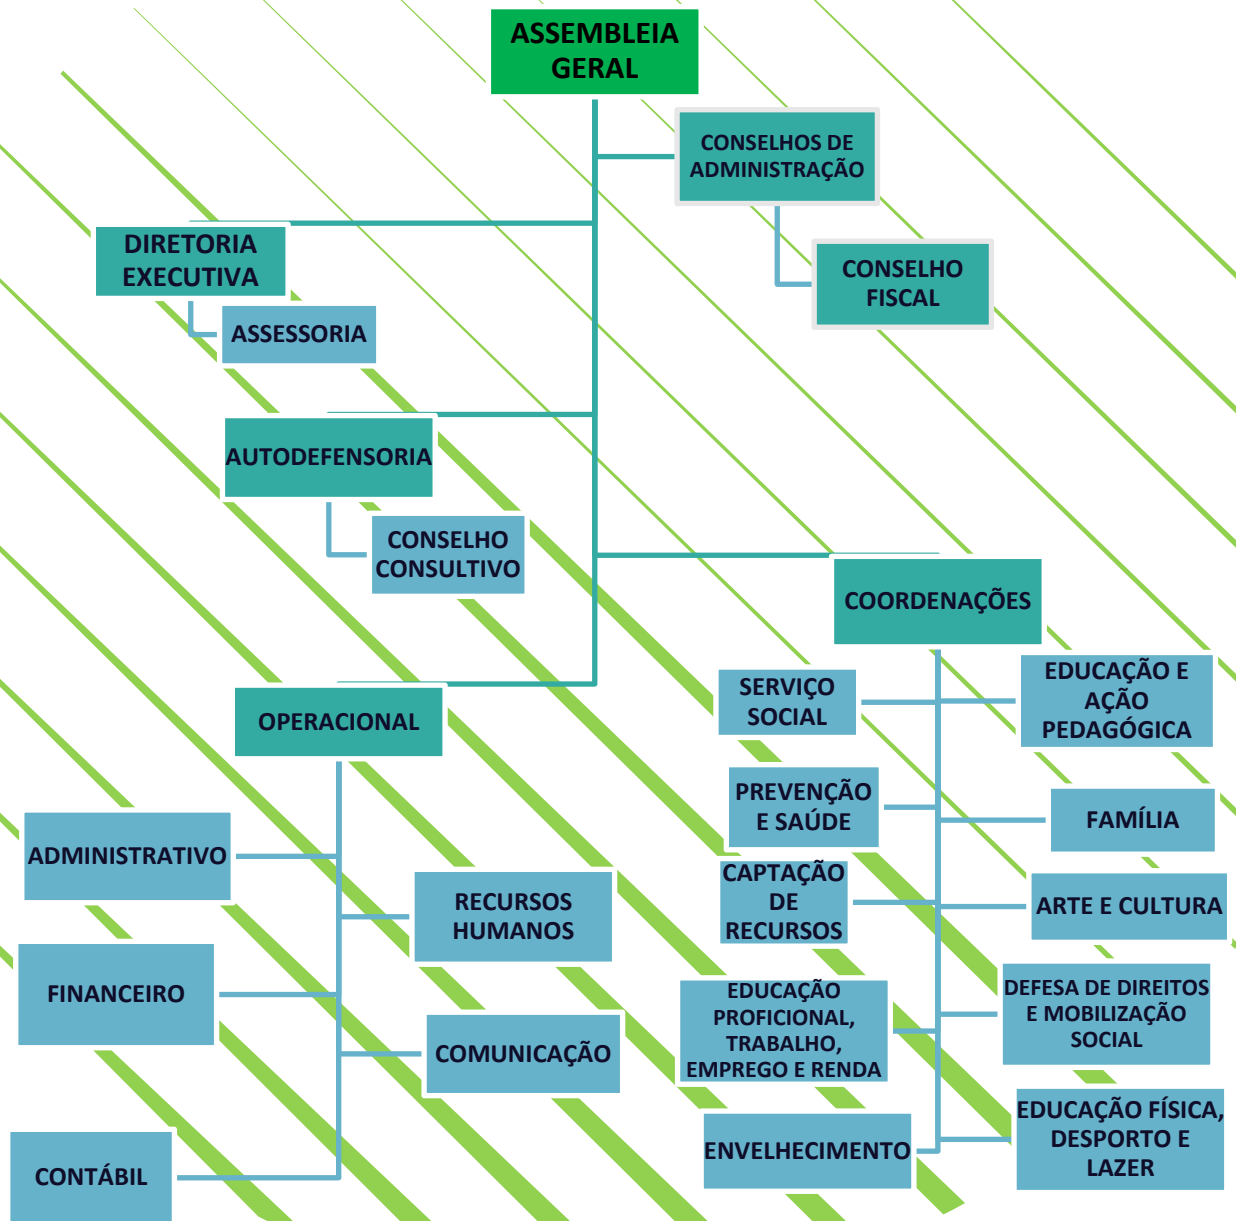 ASSEMBLEIA
GERAL
CONSELHOS DE
ADMINISTRAÇÃO
DIRETORIA
EXECUTIVA
CONSELHO
FISCAL
ASSESSORIA
AUTODEFENSORIA
CONSELHO
CONSULTIVO
COORDENAÇÕES
OPERACIONAL
SERVIÇO
SOCIAL
EDUCAÇÃO E
AÇÃO
PEDAGÓGICA
PREVENÇÃO
E SAÚDE
FAMÍLIA
CAPTAÇÃO
DE
RECURSOS
ARTE E CULTURA
EDUCAÇÃO
PROFICIONAL,
TRABALHO,
EMPREGO E RENDA
DEFESA DE DIREITOS
E MOBILIZAÇÃO
SOCIAL
ENVELHECIMENTO
EDUCAÇÃO FÍSICA,
DESPORTO E
LAZER
ADMINISTRATIVO
RECURSOS
HUMANOS
FINANCEIRO
COMUNICAÇÃO
CONTÁBIL